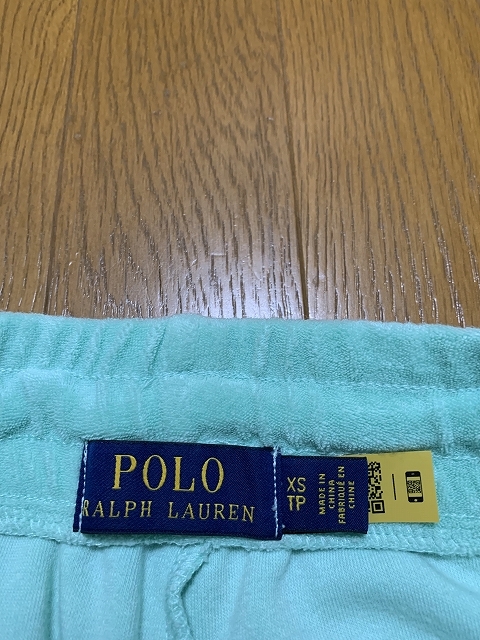 POLO
RALPH LAUREN
XS
TP
MADE IN
CHINA
FABRIQUÉ EN
CHINE